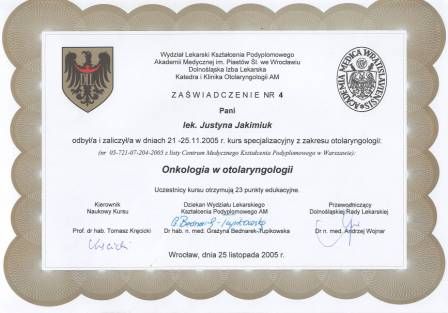 Wydział Lekarski Kształcenia Podyplomowego
Akademii Medycznej im. Piastów Śl. we Wrocławiu
Dolnośląska Izba Lekarska
Katedra i Klinika Otolaryngologii AM
ZAŚWIADCZENIE NR 4
Pani
lek. Justyna Jakimiuk
odbył/a i zaliczył/a w dniach 21 -25.11.2005 r. kurs specjalizacyjny z zakresu otolaryngologii:
(nr 05-721-07-204-2005 z listy Centrum Medycznego Kształcenia Podyplomowego w Warszawie):
Onkologia w otolaryngologii
Uczestnicy kursu otrzymują 23 punkty edukacyjne.
Kierownik
Naukowy Kursu
Prof. dr hab. Tomasz Kręcicki
Dziekan Wydziału Lekarskiego
Kształcenia Podyplomowego AM
Dr hab. n. med. Grażyna Bednarek-Tupikowska
Przewodniczący
Dolnośląskiej Rady Lekarskiej
Dr n. med. Andrzej Wojnar
Wrocław, dnia 25 listopada 2005 r.